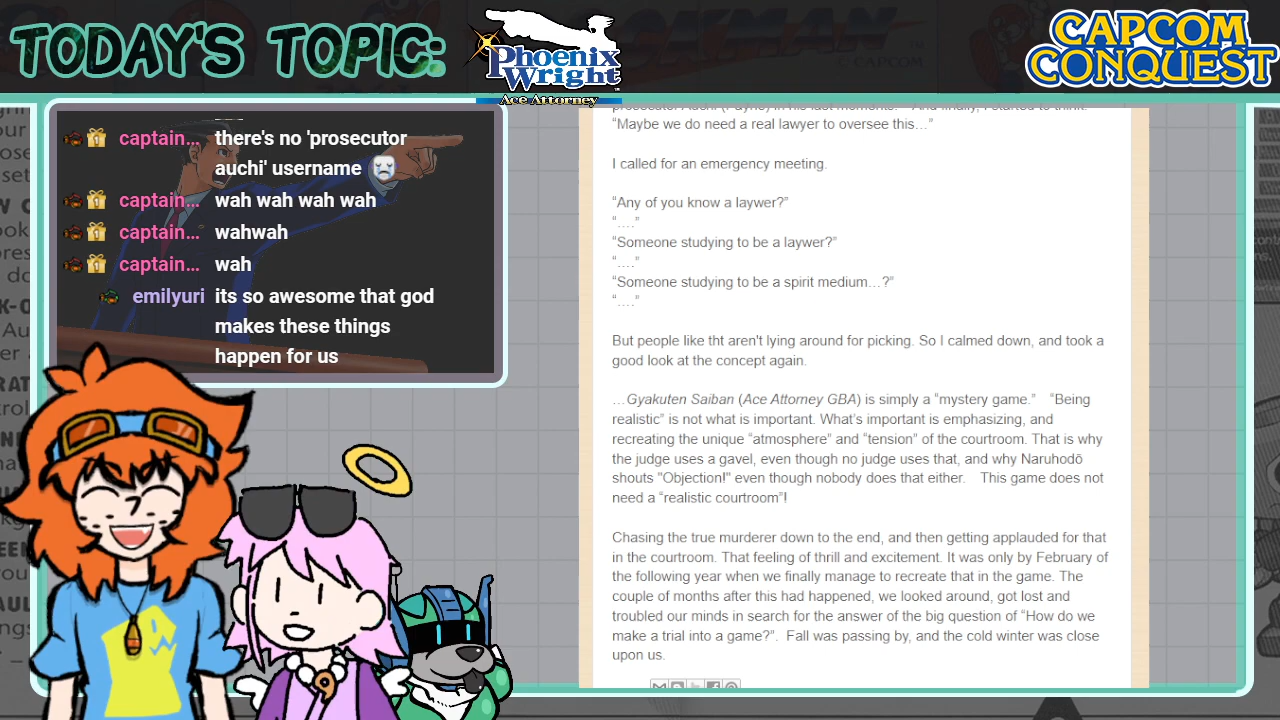 TODAY'S TOPIC:
Phoenix
Wright
Ace Attorney
CAPCOM
CONQUEST
captain... there's no 'prosecutor
auchi' username
captain... wah wah wah wah
captain... wahwah
captain... wah
emilyuri its so awesome that god
makes these things
happen for us
“Maybe we do need a real lawyer to oversee this…”
I called for an emergency meeting.
“Any of you know a laywer?”
“….”
“Someone studying to be a laywer?”
“….”
“Someone studying to be a spirit medium…?”
“….”
But people like tht aren't lying around for picking. So I calmed down, and took a
good look at the concept again.
…Gyakuten Saiban (Ace Attorney GBA) is simply a “mystery game.” “Being
realistic” is not what is important. What's important is emphasizing, and
recreating the unique “atmosphere” and “tension” of the courtroom. That is why
the judge uses a gavel, even though no judge uses that, and why Naruhodō
shouts "Objection!" even though nobody does that either. This game does not
need a “realistic courtroom”!
Chasing the true murderer down to the end, and then getting applauded for that
in the courtroom. That feeling of thrill and excitement. It was only by February of
the following year when we finally manage to recreate that in the game. The
couple of months after this had happened, we looked around, got lost and
troubled our minds in search for the answer of the big question of “How do we
make a trial into a game?”. Fall was passing by, and the cold winter was close
upon us.